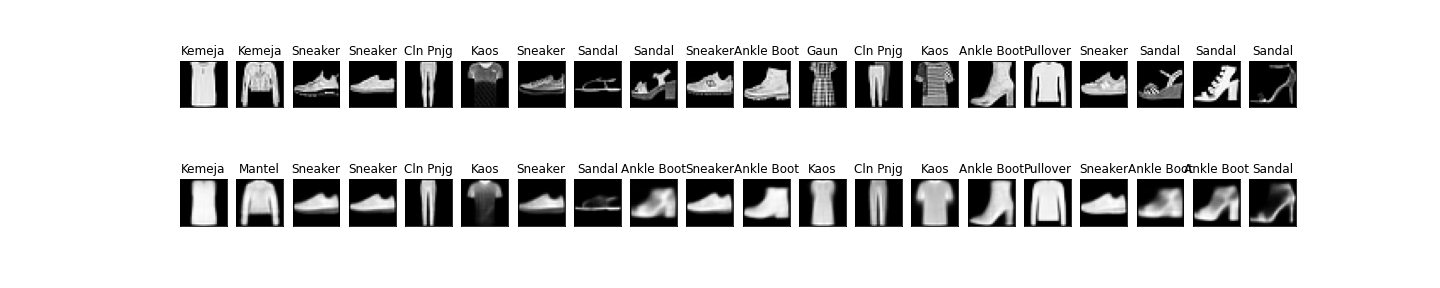 Kemeja Kemeja Sneaker Sneaker Cln Pnjg Kaos Sneaker Sandal Sandal Sneaker Ankle Boot Gaun Cln Pnjg Kaos Ankle Boot Pullover Sneaker Sandal Sandal Sandal
Kemeja Mantel Sneaker Sneaker Cln Pnjg Kaos Sneaker Sandal Ankle Boot Sneaker Ankle Boot Kaos Cln Pnjg Kaos Ankle Boot Pullover Sneaker Ankle Boot Ankle Boot Sandal